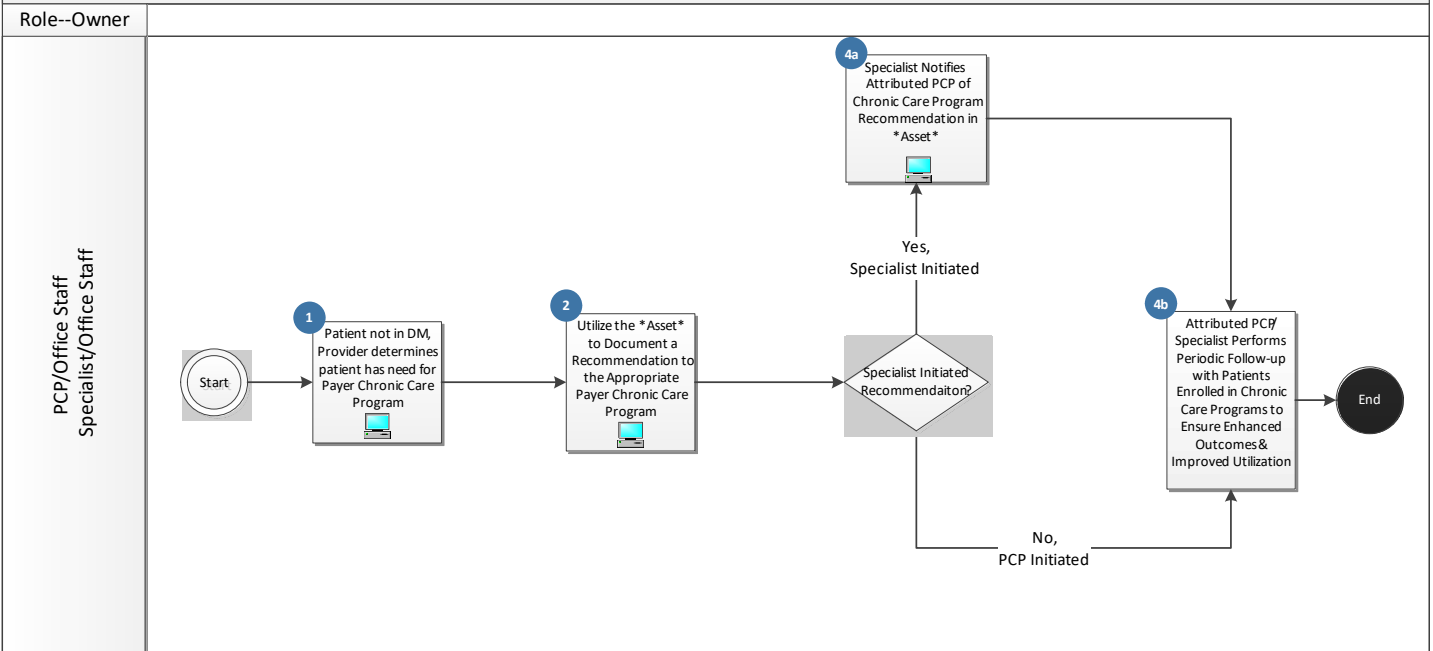 Role--Owner
PCP/Office Staff
Specialist/Office Staff
Start
1
Patient not in DM,
Provider determines
patient has need for
Payer Chronic Care
Program
2
Utilize the *Asset*
to Document a
Recommendation to
the Appropriate
Payer Chronic Care
Program
Specialist Initiated
Recommendaiton?
Yes,
Specialist Initiated
4a
Specialist Notifies
Attributed PCP of
Chronic Care Program
Recommendation in
*Asset*
No,
PCP Initiated
4b
Attributed PCP/
Specialist Performs
Periodic Follow-up
with Patients
Enrolled in Chronic
Care Programs to
Ensure Enhanced
Outcomes&
Improved Utilization
End